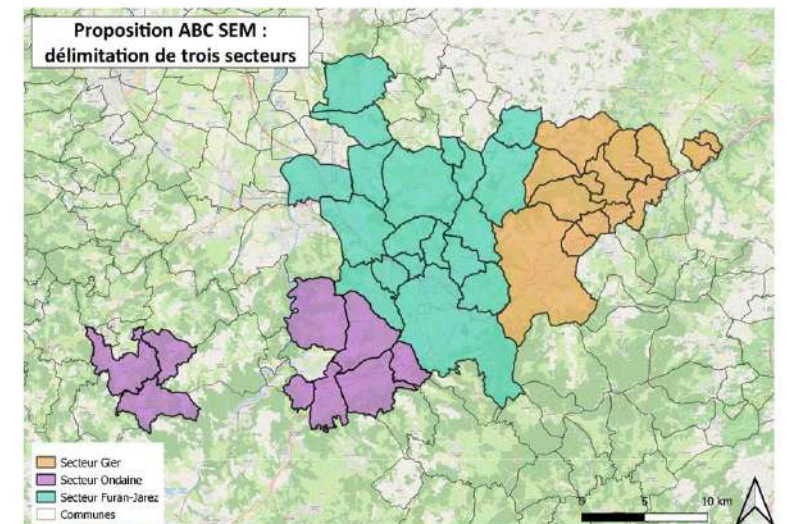 Proposition ABC SEM :
délimitation de trois secteurs
Secteur Gier
Secteur Ondaine
Secteur Furan-Jarez
Communes
0 5 10 km